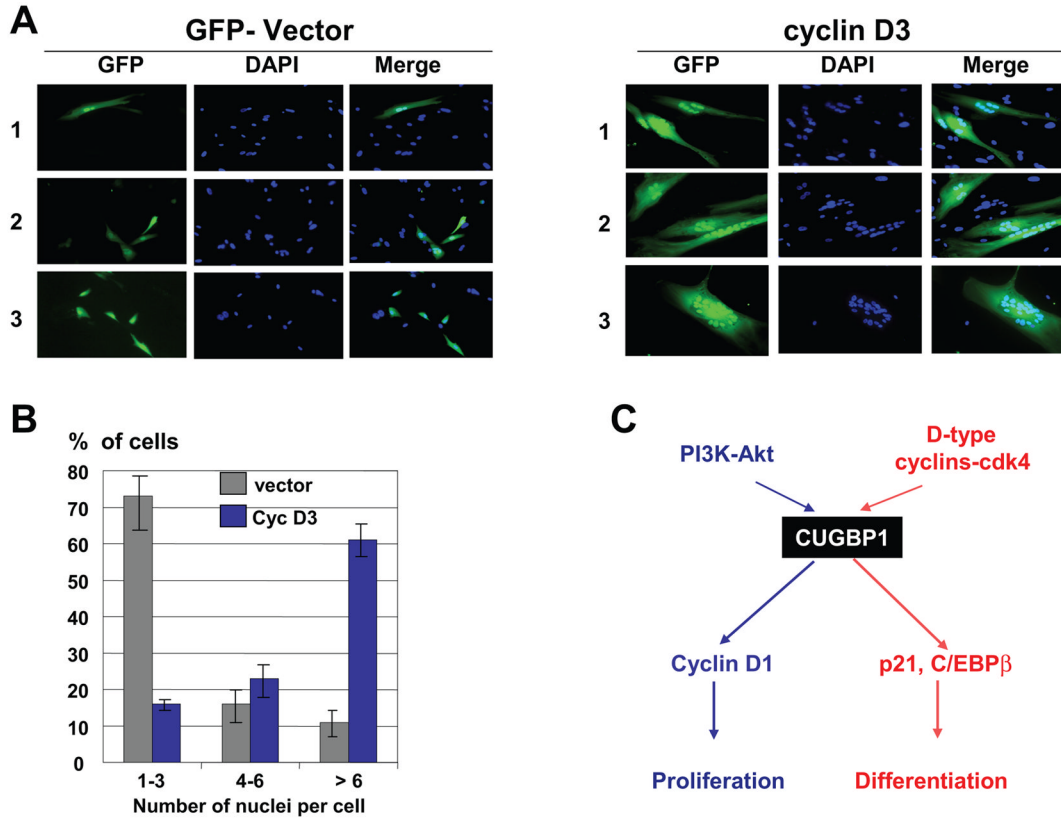 A
GFP- Vector
GFP DAPI Merge
1
2
3
cyclin D3
GFP DAPI Merge
1
2
3
B
% of cells
80
70
60
50
40
30
20
10
0
vector
Cyc D3
1-3 4-6 > 6
Number of nuclei per cell
C
PI3K-Akt
D-type
cyclins-cdk4
CUGBP1
Cyclin D1
p21, C/EBPβ
Proliferation
Differentiation